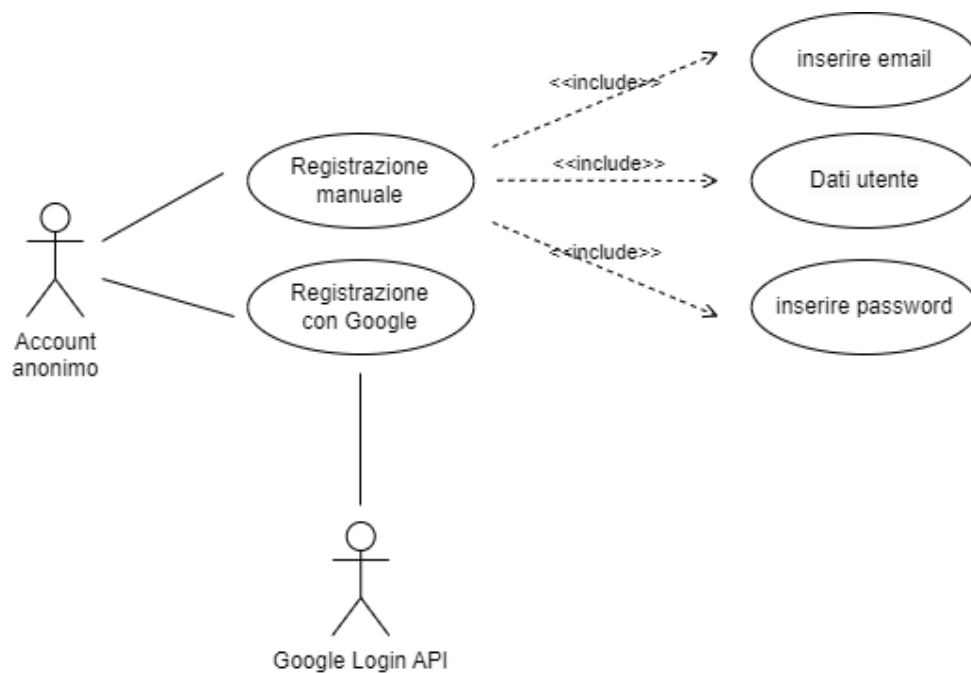 inserire email
<<include>>
Registrazione
manuale
<<include>>
Dati utente
<<include>>
Registrazione
con Google
inserire password
Account
anonimo
Google Login API